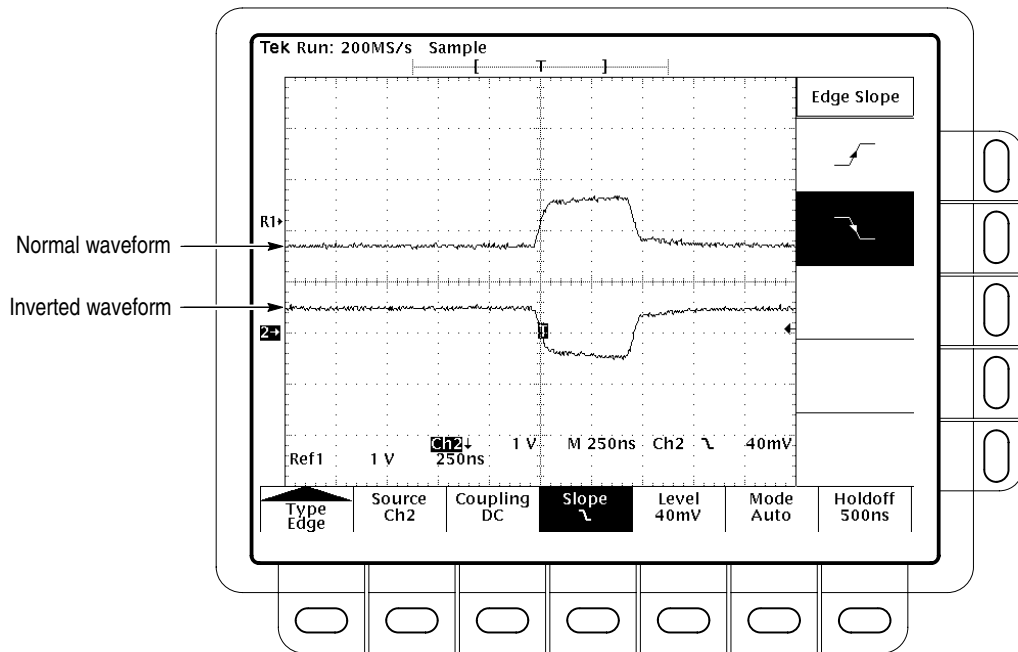 Tek Run: 200MS/s Sample
[ T ]
Edge Slope
R1
Normal waveform
Inverted waveform
2
T
Ch2↓ 1 V M 250ns Ch2 40mV
Ref1 1 V 250ns
Type Edge
Source Ch2
Coupling DC
Slope
Level 40mV
Mode Auto
Holdoff 500ns